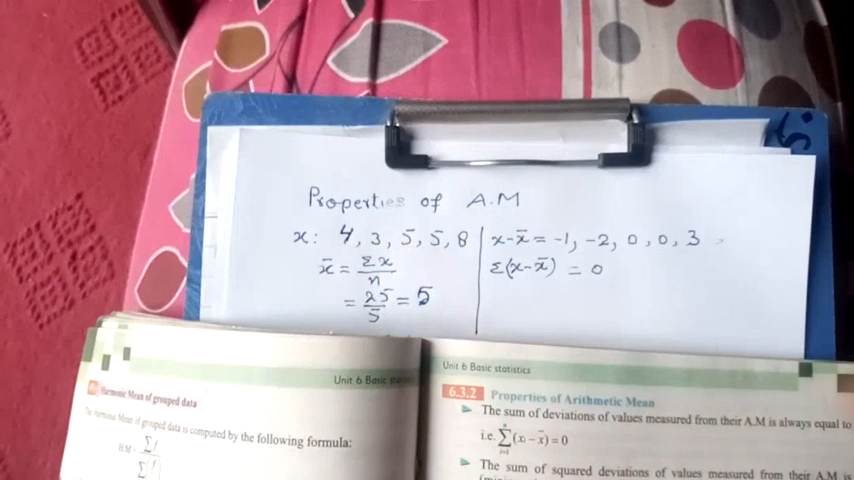 Properties of A.M
x: 4, 3, 5, 5, 8
x̄ = Σx/n
= 25/5 = 5
x-x̄ = -1, -2, 0, 0, 3
Σ(x-x̄) = 0
Unit 6 Basic statis
Harmonic Mean of grouped data
The Harmonic Mean of grouped data is computed by the following formula:
H.M = Σf
Unit 6 Basic statistics
6.3.2 Properties of Arithmetic Mean
The sum of deviations of values measured from their A.M is always equal to
i.e. Σ(xᵢ - x̄) = 0
The sum of squared deviations of values measured from their A.M is